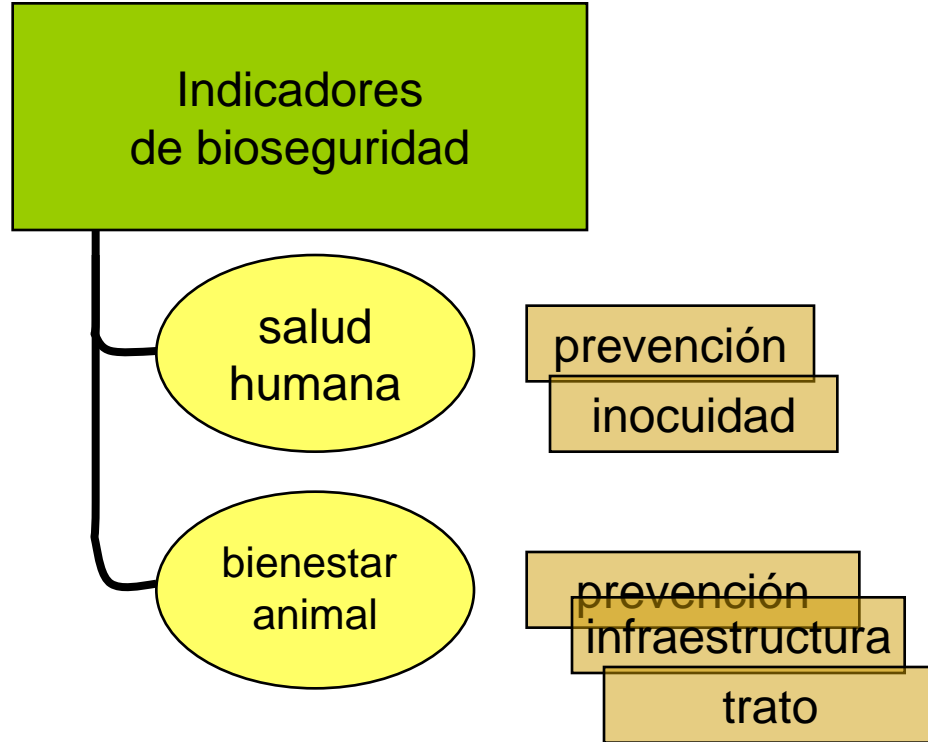 Indicadores
de bioseguridad
salud
humana
prevención
inocuidad
bienestar
animal
prevención
infraestructura
trato